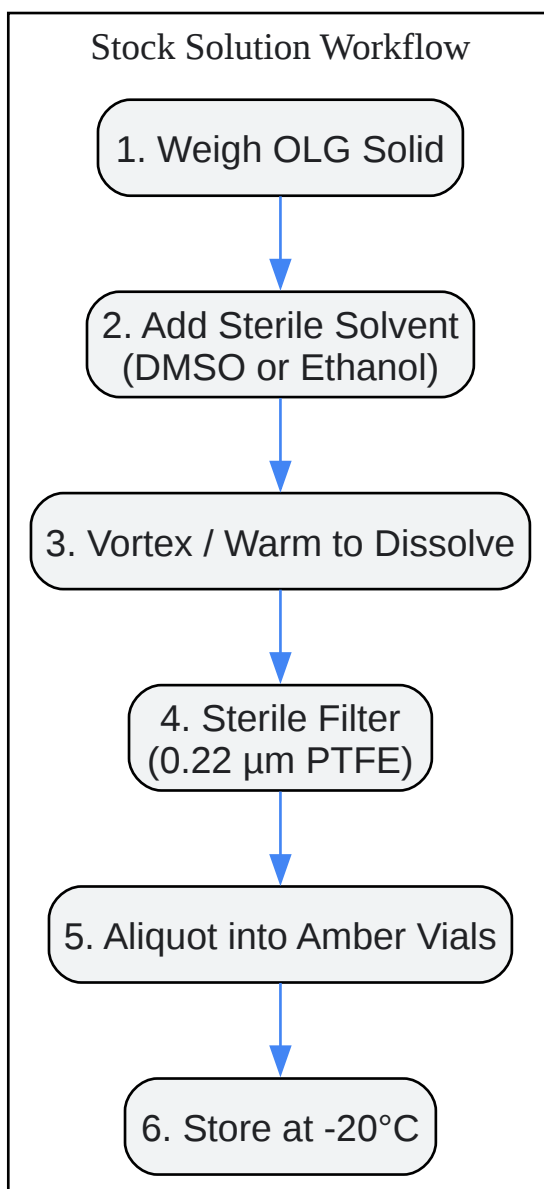 Stock Solution Workflow
1. Weigh OLG Solid
2. Add Sterile Solvent
(DMSO or Ethanol)
3. Vortex / Warm to Dissolve
4. Sterile Filter
(0.22 µm PTFE)
5. Aliquot into Amber Vials
6. Store at -20°C